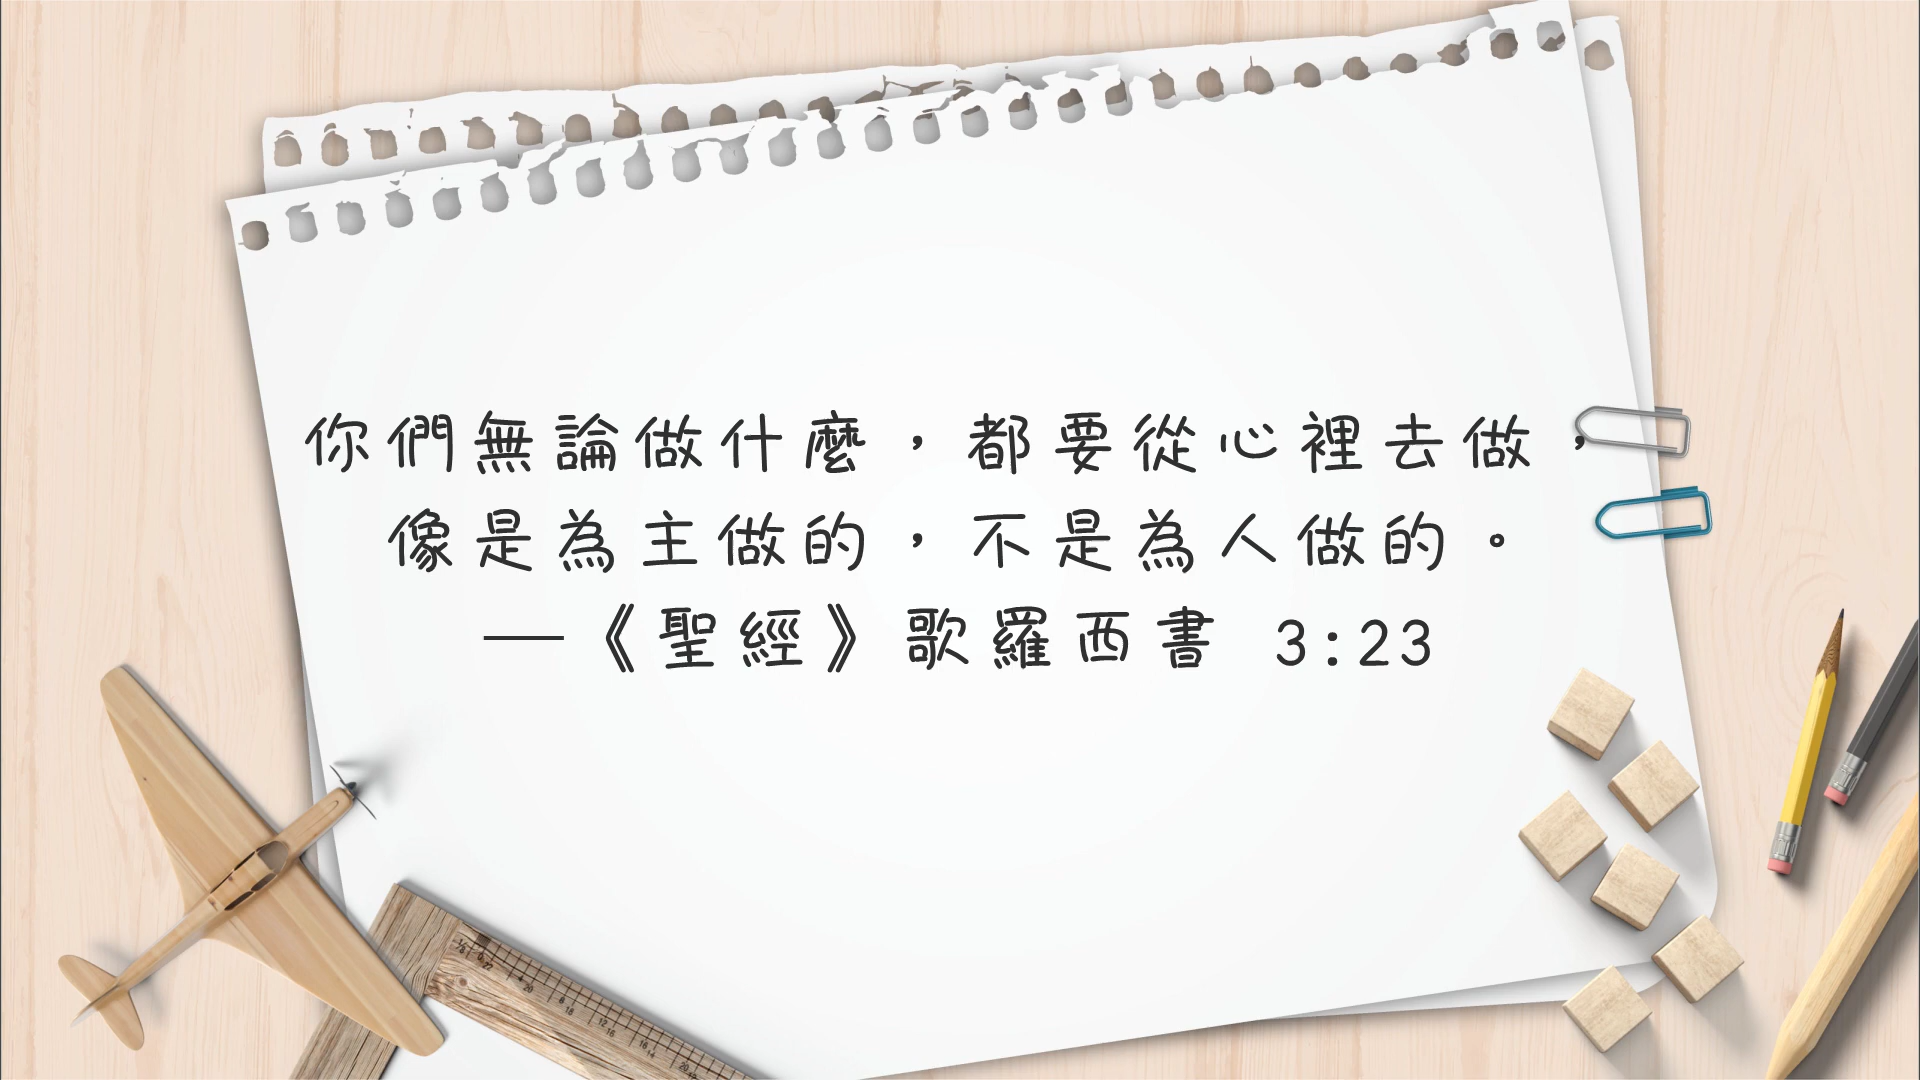 你們無論做什麼，都要從心裡去做，
像是為主做的，不是為人做的。
—《聖經》歌羅西書 3:23